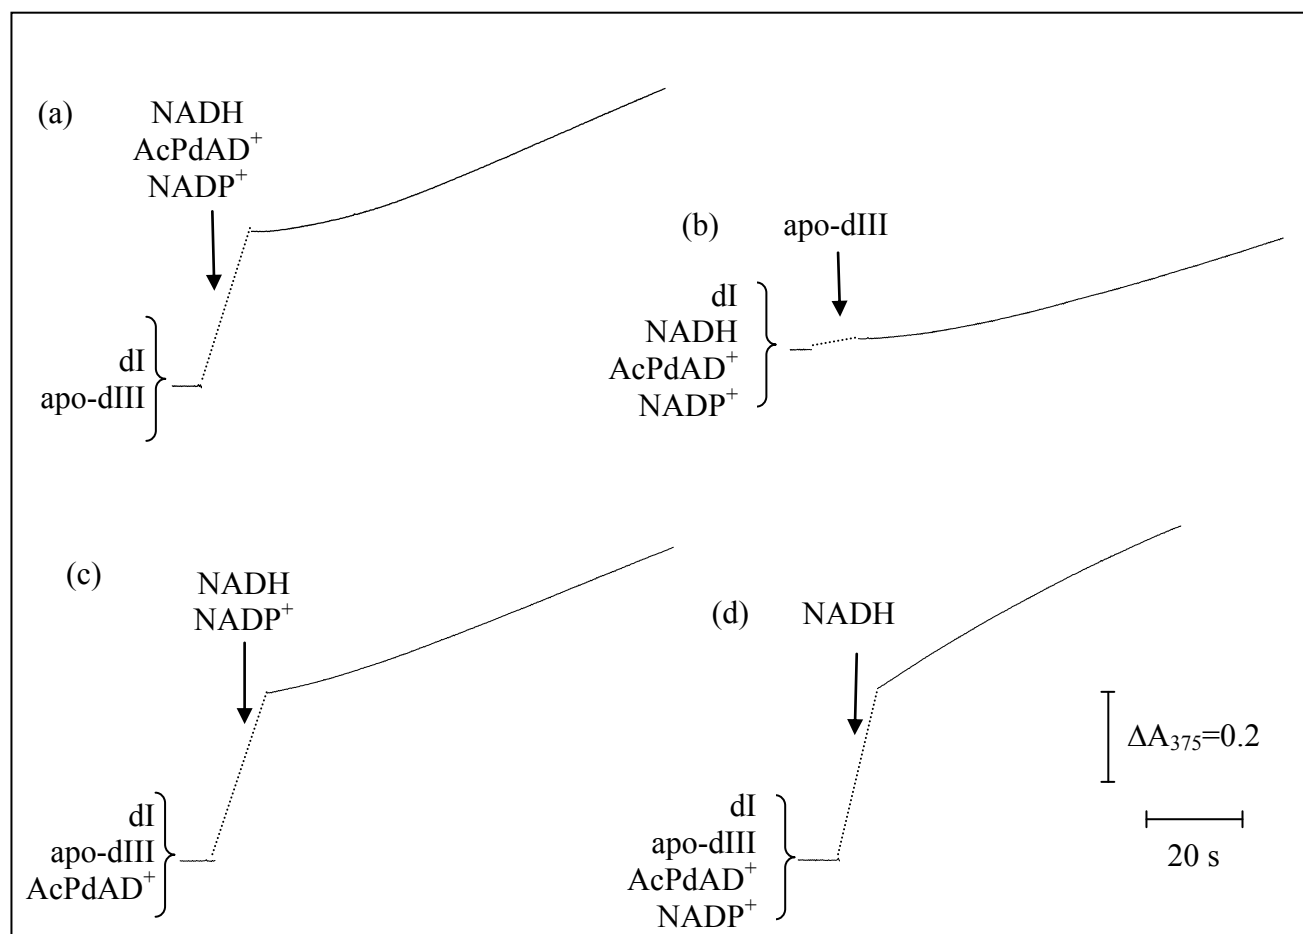 (a)
NADH
AcPdAD⁺
NADP⁺
dI
apo-dIII
(b)
apo-dIII
dI
NADH
AcPdAD⁺
NADP⁺
(c)
NADH
NADP⁺
dI
apo-dIII
AcPdAD⁺
(d)
NADH
dI
apo-dIII
AcPdAD⁺
NADP⁺
ΔA₃₇₅=0.2
20 s